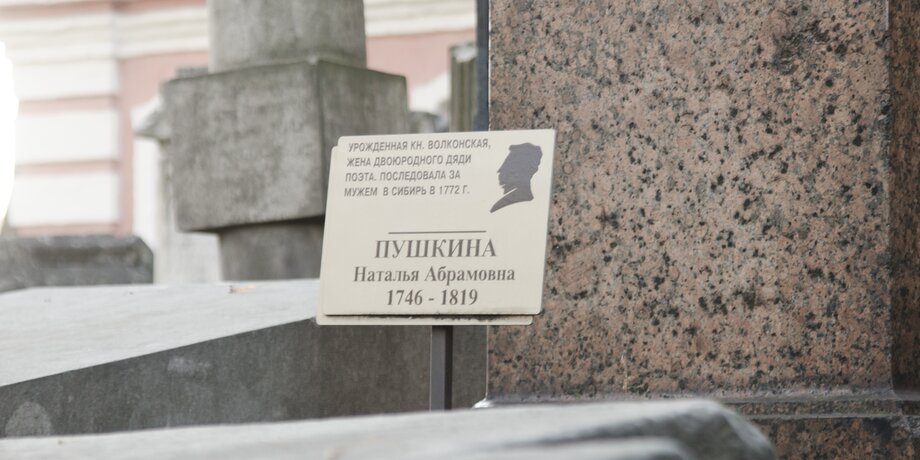 УРОЖДЕННАЯ КН. ВОЛКОНСКАЯ,
ЖЕНА ДВОЮРОДНОГО ДЯДИ
ПОЭТА. ПОСЛЕДОВАЛА ЗА
МУЖЕМ В СИБИРЬ В 1772 Г.
ПУШКИНА
Наталья Абрамовна
1746 - 1819